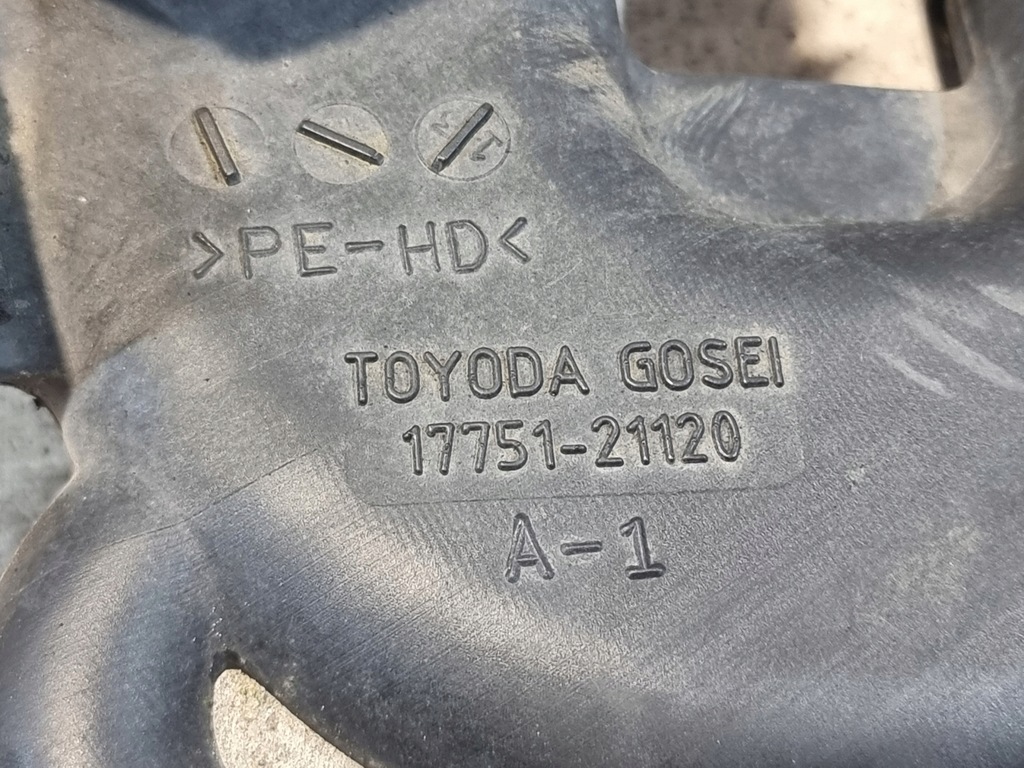 >PE-HD<
TOYODA GOSEI
17751-21120
A-1